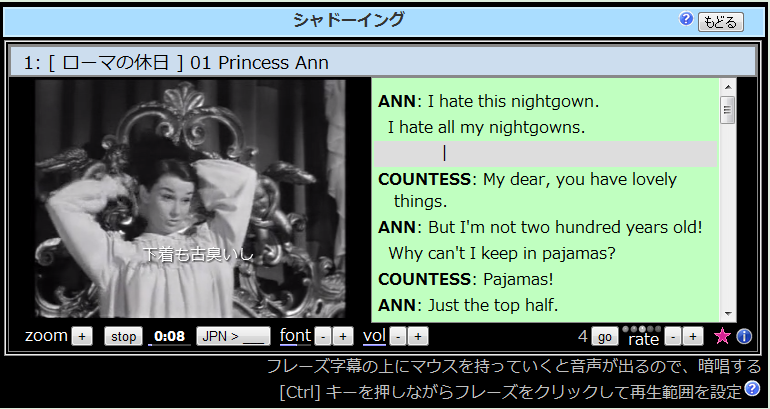 シャドーイング
? もどる
1: [ ローマの休日 ] 01 Princess Ann
下着も古臭いし
ANN: I hate this nightgown.
I hate all my nightgowns.
COUNTESS: My dear, you have lovely
things.
ANN: But I'm not two hundred years old!
Why can't I keep in pajamas?
COUNTESS: Pajamas!
ANN: Just the top half.
zoom + stop 0:08 JPN > ___ font - + vol - + 4 go rate - + i
フレーズ字幕の上にマウスを持っていくと音声が出るので、暗唱する
[Ctrl] キーを押しながらフレーズをクリックして再生範囲を設定 ?